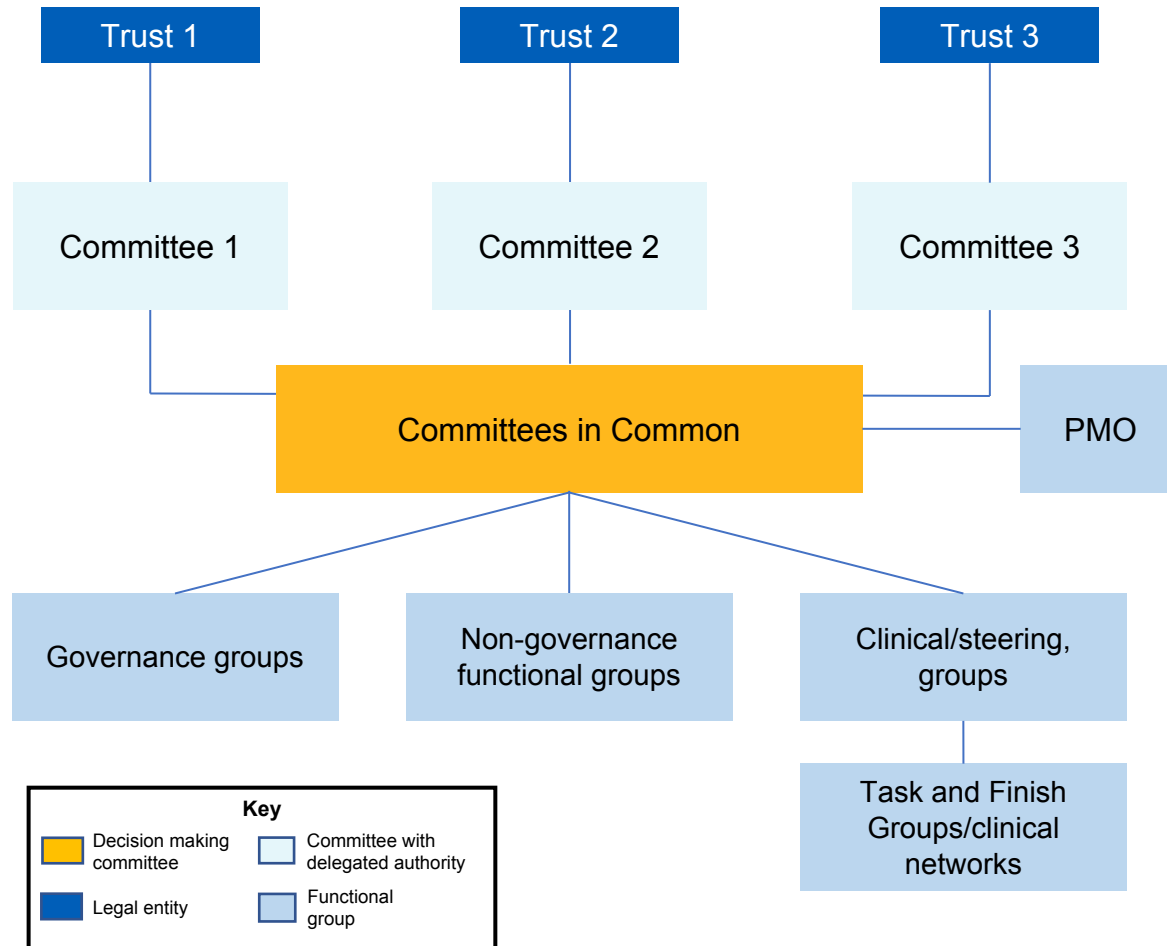 Trust 1
Trust 2
Trust 3
Committee 1
Committee 2
Committee 3
Committees in Common
PMO
Governance groups
Non-governance
functional groups
Clinical/steering,
groups
Task and Finish
Groups/clinical
networks
Key
Decision making
committee
Committee with
delegated authority
Legal entity
Functional
group